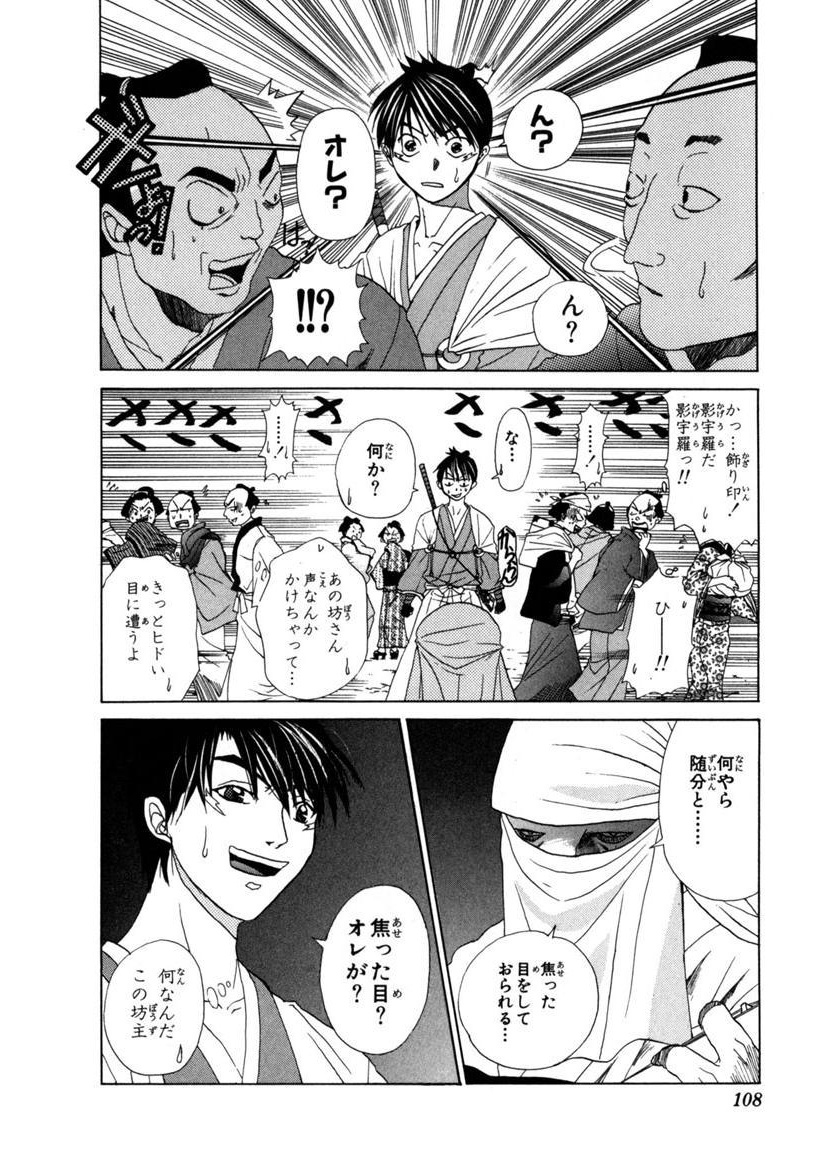 ん？
オレ？
ん？
!!?
ギーめっ。
はっ
かっ…飾り印！
影宇羅だ
影宇羅っ!!
ひ――!!
……!
な…
何か？
……!
……!
あの坊さん
声なんか
かけちゃって…
きっとヒドい
目に遭うよ
何やら
随分と……
焦った
目をして
おられる…
焦った目？
オレが？
何なんだ
この坊主
108